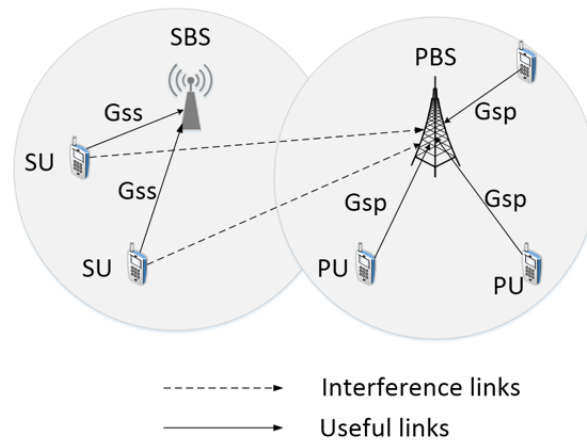 SBS
PBS
Gss
Gsp
SU
Gss
Gsp
Gsp
SU
PU
PU
Interference links
Useful links